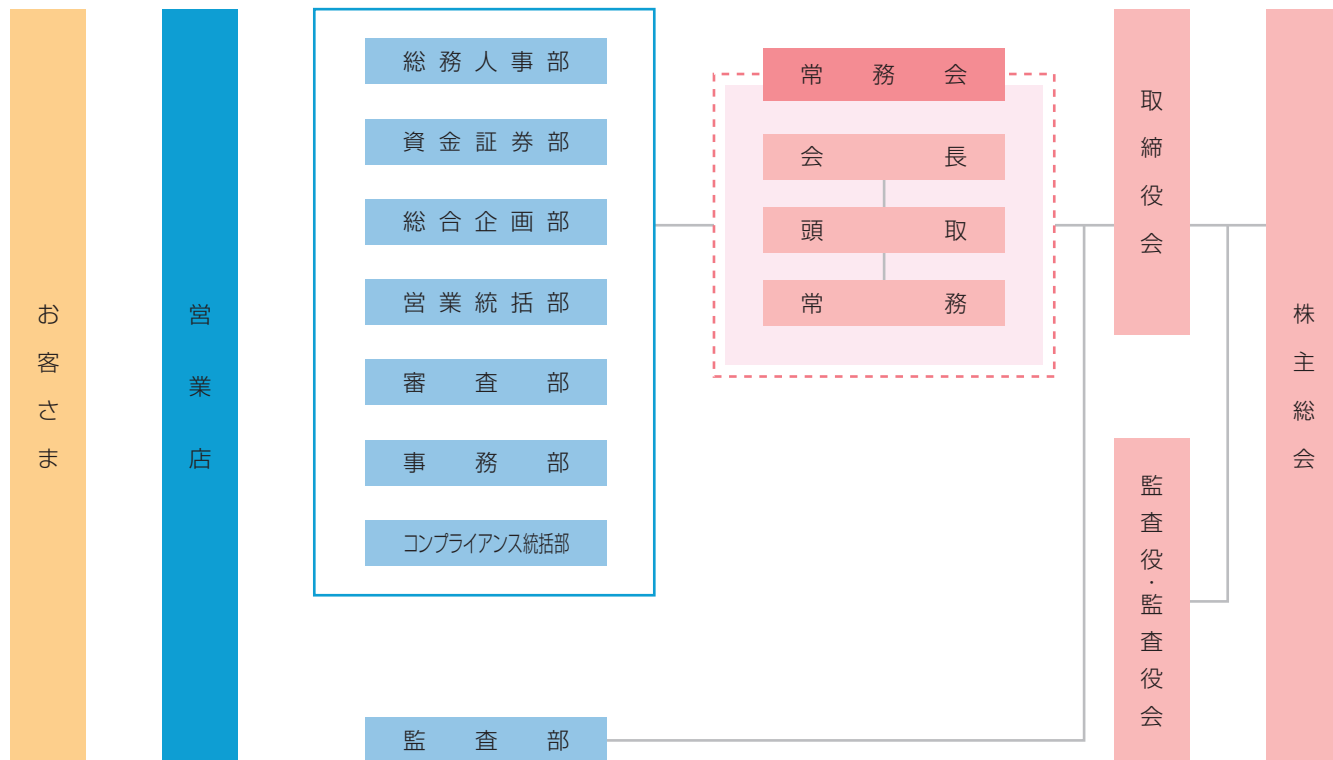 お客さま
営業店
総務人事部
資金証券部
総合企画部
営業統括部
審査部
事務部
コンプライアンス統括部
監査部
常務会
会長
頭取
常務
取締役会
監査役・監査役会
株主総会